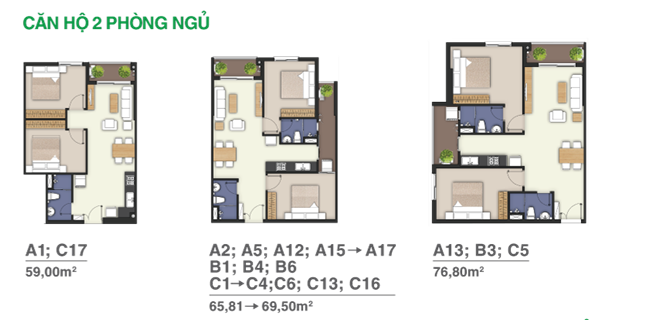 CĂN HỘ 2 PHÒNG NGỦ
A1; C17
59,00m²
A2; A5; A12; A15→A17
B1; B4; B6
C1→C4;C6; C13; C16
65,81→ 69,50m²
A13; B3; C5
76,80m²